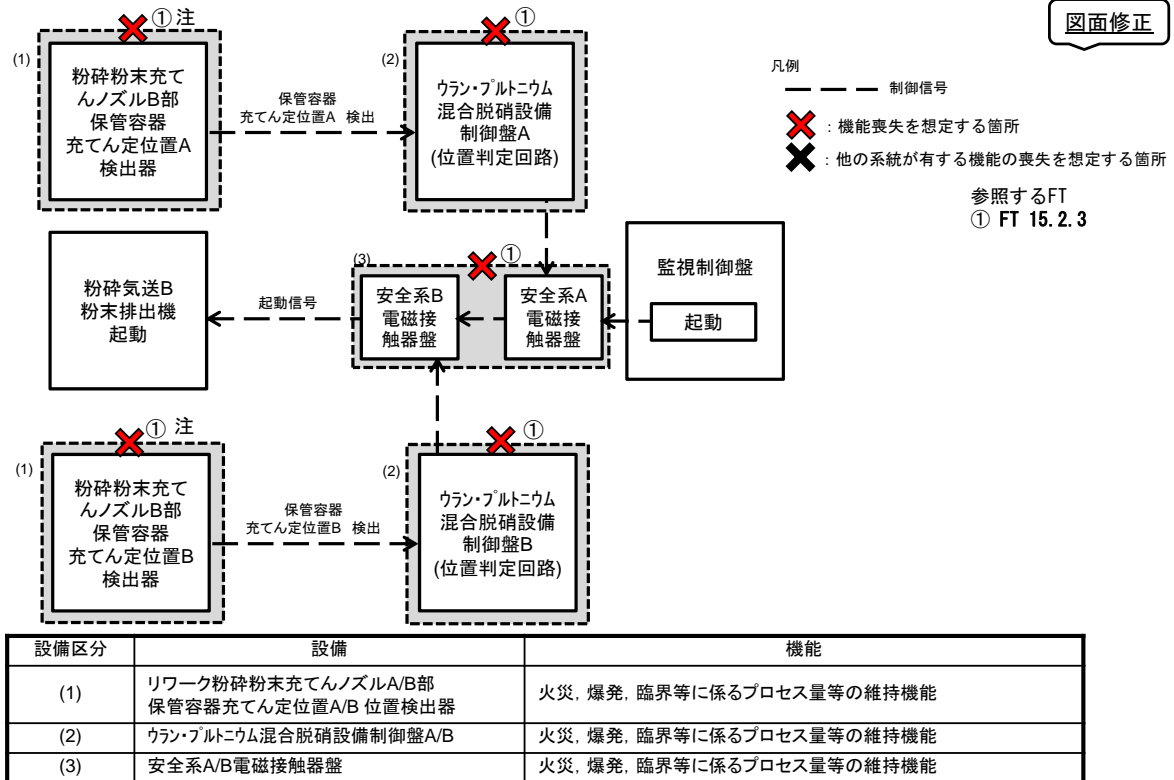 図面修正
① 注
(1)
粉砕粉末充て
んノズルB部
保管容器
充てん定位置A
検出器
保管容器
充てん定位置A 検出
①
(2)
ウラン・プルトニウム
混合脱硝設備
制御盤A
(位置判定回路)
凡例
制御信号
：機能喪失を想定する箇所
：他の系統が有する機能の喪失を想定する箇所
参照するFT
① FT 15.2.3
粉砕気送B
粉末排出機
起動
起動信号
(3)
①
安全系B
電磁接
触器盤
安全系A
電磁接
触器盤
監視制御盤
起動
① 注
(1)
粉砕粉末充て
んノズルB部
保管容器
充てん定位置B
検出器
保管容器
充てん定位置B 検出
①
(2)
ウラン・プルトニウム
混合脱硝設備
制御盤B
(位置判定回路)
設備区分 設備 機能
(1) リワーク粉砕粉末充てんノズルA/B部
保管容器充てん定位置A/B 位置検出器 火災，爆発，臨界等に係るプロセス量等の維持機能
(2) ウラン・プルトニウム混合脱硝設備制御盤A/B 火災，爆発，臨界等に係るプロセス量等の維持機能
(3) 安全系A/B電磁接触器盤 火災，爆発，臨界等に係るプロセス量等の維持機能